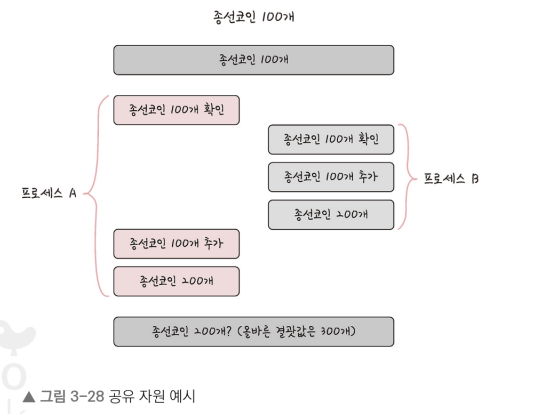 종선코인 100개
종선코인 100개
종선코인 100개 확인
종선코인 100개 확인
프로세스 A
종선코인 100개 추가
프로세스 B
종선코인 200개
종선코인 100개 추가
종선코인 200개
종선코인 200개? (올바른 결괏값은 300개)
▲ 그림 3-28 공유 자원 예시